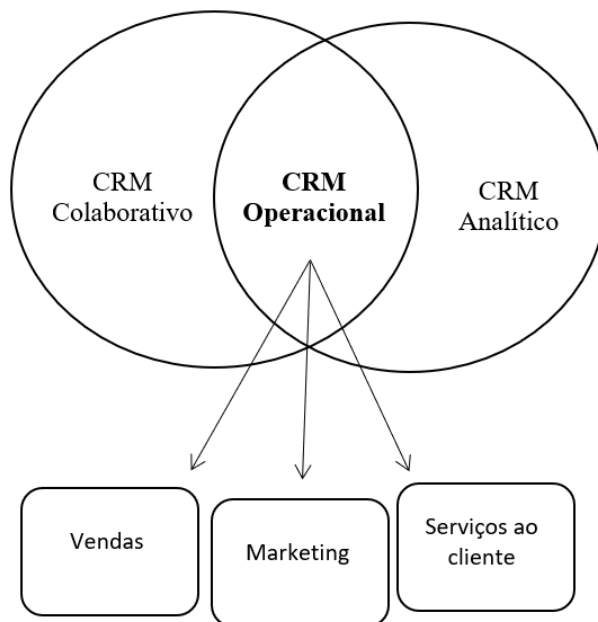 CRM
Colaborativo
CRM
Operacional
CRM
Analítico
Vendas
Marketing
Serviços ao
cliente